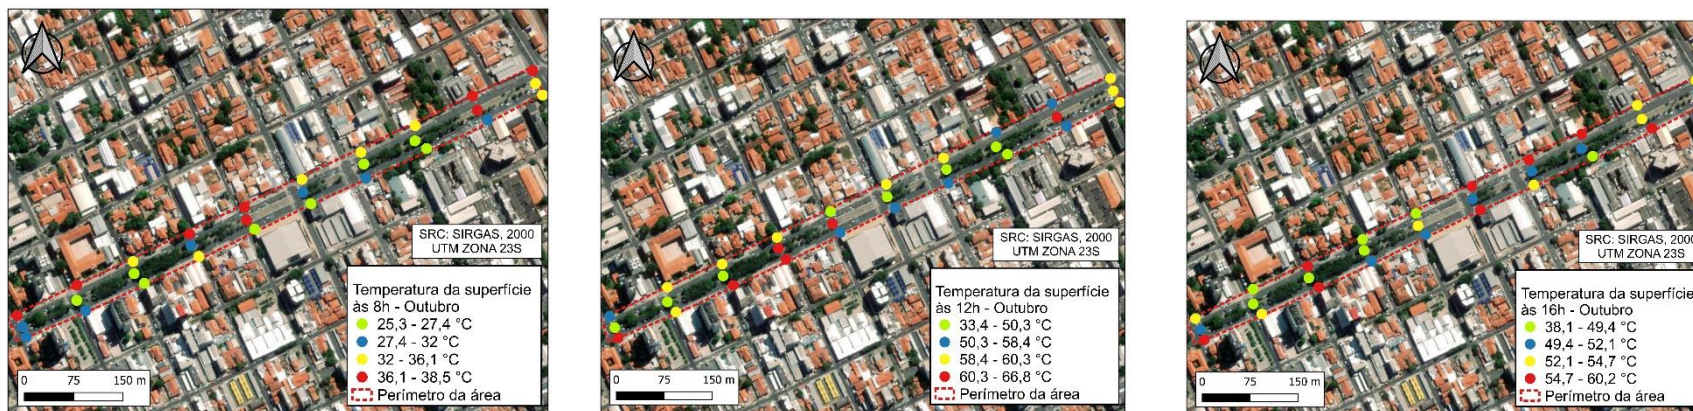 SRC: SIRGAS, 2000
UTM ZONA 23S
Temperatura da superfície
às 8h - Outubro
25,3 - 27,4 °C
27,4 - 32 °C
32 - 36,1 °C
36,1 - 38,5 °C
Perímetro da área
0 75 150 m
SRC: SIRGAS, 2000
UTM ZONA 23S
Temperatura da superfície
às 12h - Outubro
33,4 - 50,3 °C
50,3 - 58,4 °C
58,4 - 60,3 °C
60,3 - 66,8 °C
Perímetro da área
0 75 150 m
SRC: SIRGAS, 2000
UTM ZONA 23S
Temperatura da superfície
às 16h - Outubro
38,1 - 49,4 °C
49,4 - 52,1 °C
52,1 - 54,7 °C
54,7 - 60,2 °C
Perímetro da área
0 75 150 m